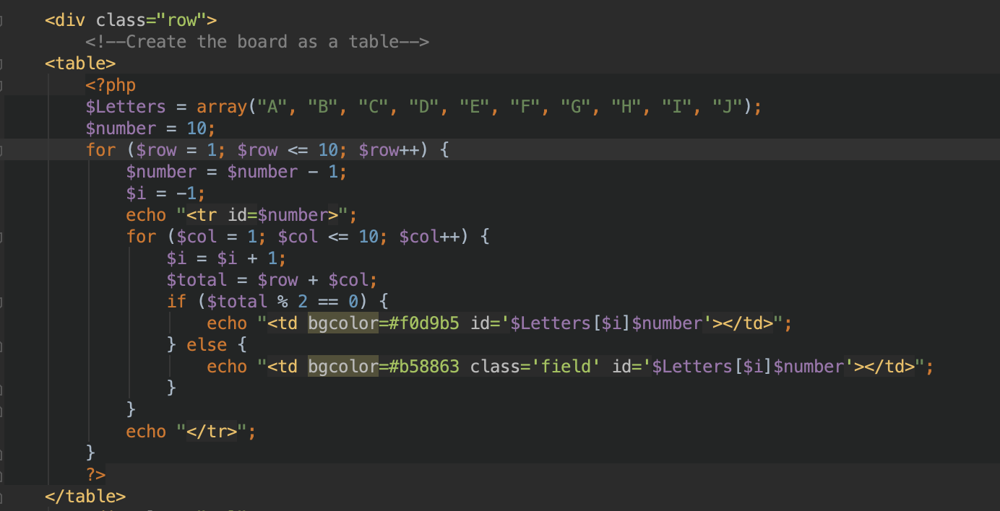 <div class="row">
<!--Create the board as a table-->
<table>
<?php
$Letters = array("A", "B", "C", "D", "E", "F", "G", "H", "I", "J");
$number = 10;
for ($row = 1; $row <= 10; $row++) {
$number = $number - 1;
$i = -1;
echo "<tr id=$number>";
for ($col = 1; $col <= 10; $col++) {
$i = $i + 1;
$total = $row + $col;
if ($total % 2 == 0) {
echo "<td bgcolor=#f0d9b5 id='$Letters[$i]$number'></td>";
} else {
echo "<td bgcolor=#b58863 class='field' id='$Letters[$i]$number'></td>";
}
}
echo "</tr>";
}
?>
</table>